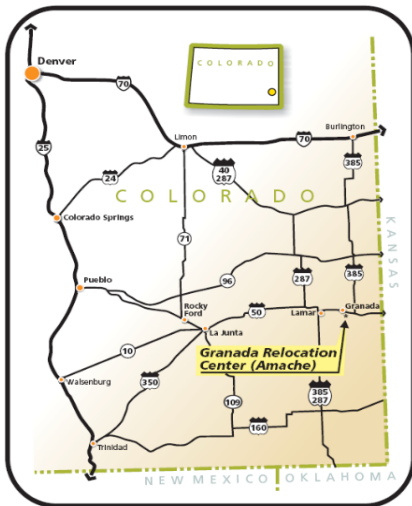 Denver
COLORADO
70
25
Limon
70
Burlington
385
24
40
287
COLORADO
Colorado Springs
71
KANSAS
Pueblo
96
287
385
Rocky
Ford
50
Lamar
Granada
La Junta
10
Granada Relocation
Center (Amache)
Walsenburg
350
109
385
287
160
Trinidad
NEW MEXICO
OKLAHOMA